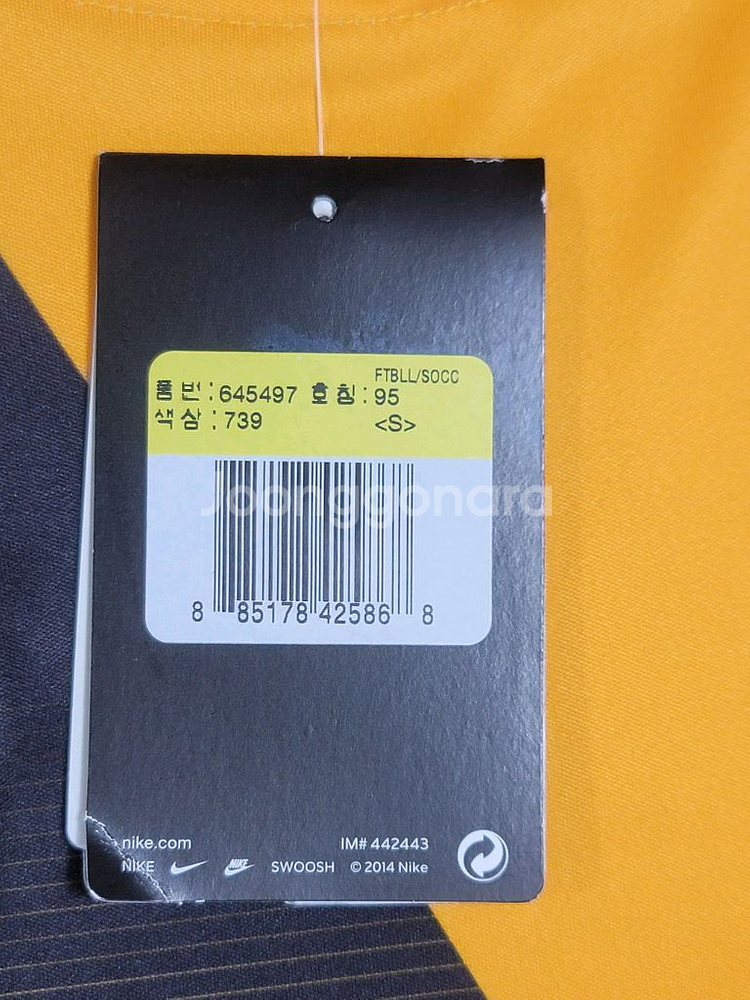 FTBLL/SOCC
품 번 : 645497 호 칭 : 95
색 상 : 739 <S>
Joonggonara
8 85178 42586 8
nike.com IM# 442443
NIKE NIKE SWOOSH © 2014 Nike